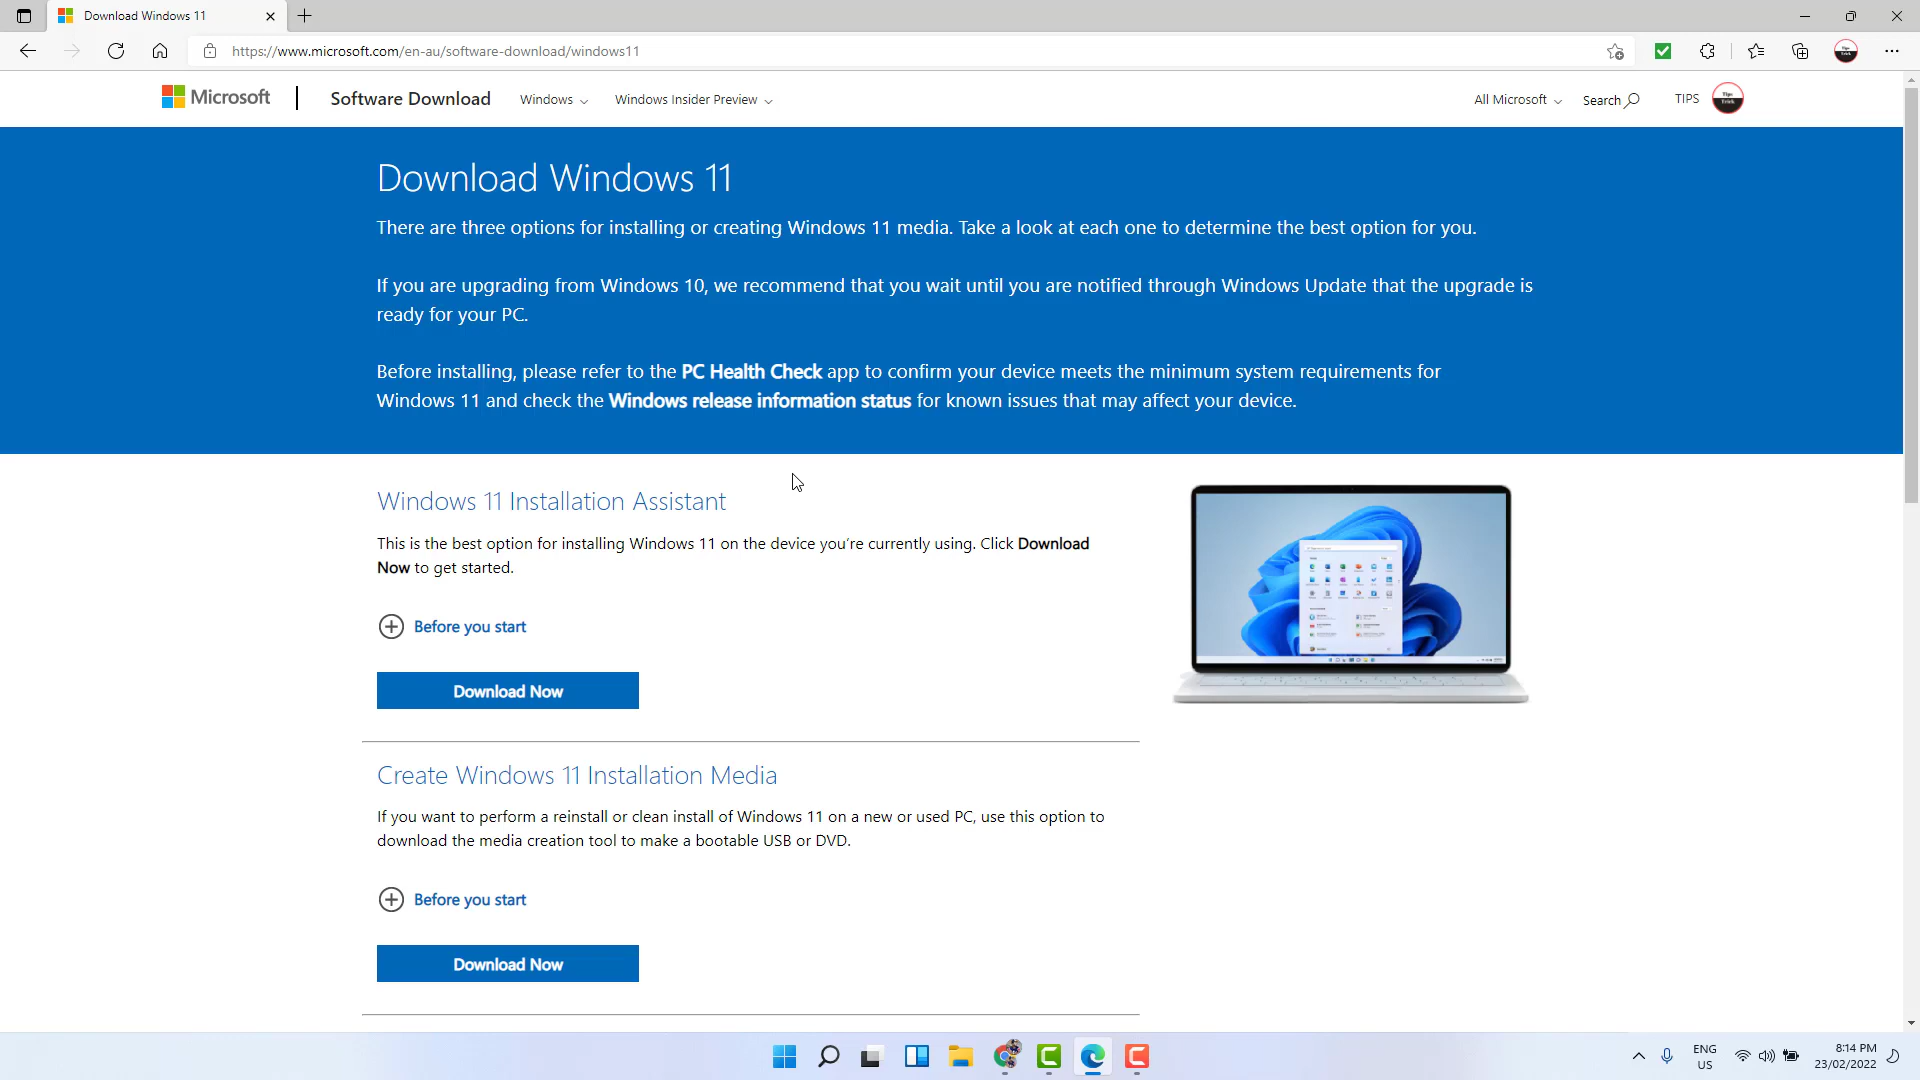 Download Windows 11
https://www.microsoft.com/en-au/software-download/windows11
Microsoft
Software Download
Windows
Windows Insider Preview
All Microsoft
Search
TIPS
Download Windows 11
There are three options for installing or creating Windows 11 media. Take a look at each one to determine the best option for you.
If you are upgrading from Windows 10, we recommend that you wait until you are notified through Windows Update that the upgrade is
ready for your PC.
Before installing, please refer to the PC Health Check app to confirm your device meets the minimum system requirements for
Windows 11 and check the Windows release information status for known issues that may affect your device.
Windows 11 Installation Assistant
This is the best option for installing Windows 11 on the device you're currently using. Click Download
Now to get started.
Before you start
Download Now
Create Windows 11 Installation Media
If you want to perform a reinstall or clean install of Windows 11 on a new or used PC, use this option to
download the media creation tool to make a bootable USB or DVD.
Before you start
Download Now
ENG
US
8:14 PM
23/02/2022